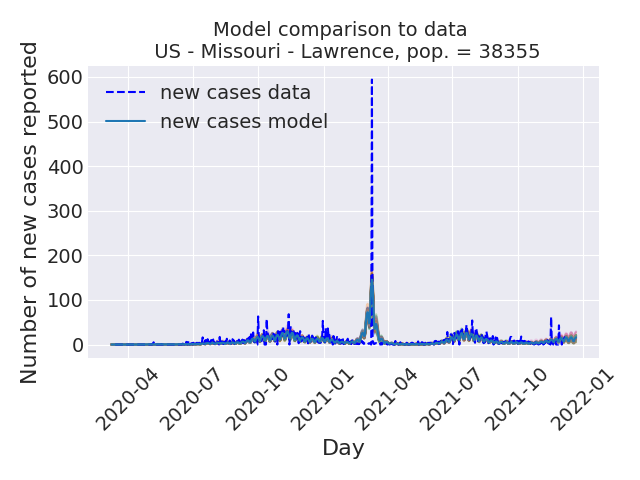 Model comparison to data
US - Missouri - Lawrence, pop. = 38355
Number of new cases reported
600
500
400
300
200
100
0
new cases data
new cases model
2020-04
2020-07
2020-10
2021-01
2021-04
2021-07
2021-10
2022-01
Day